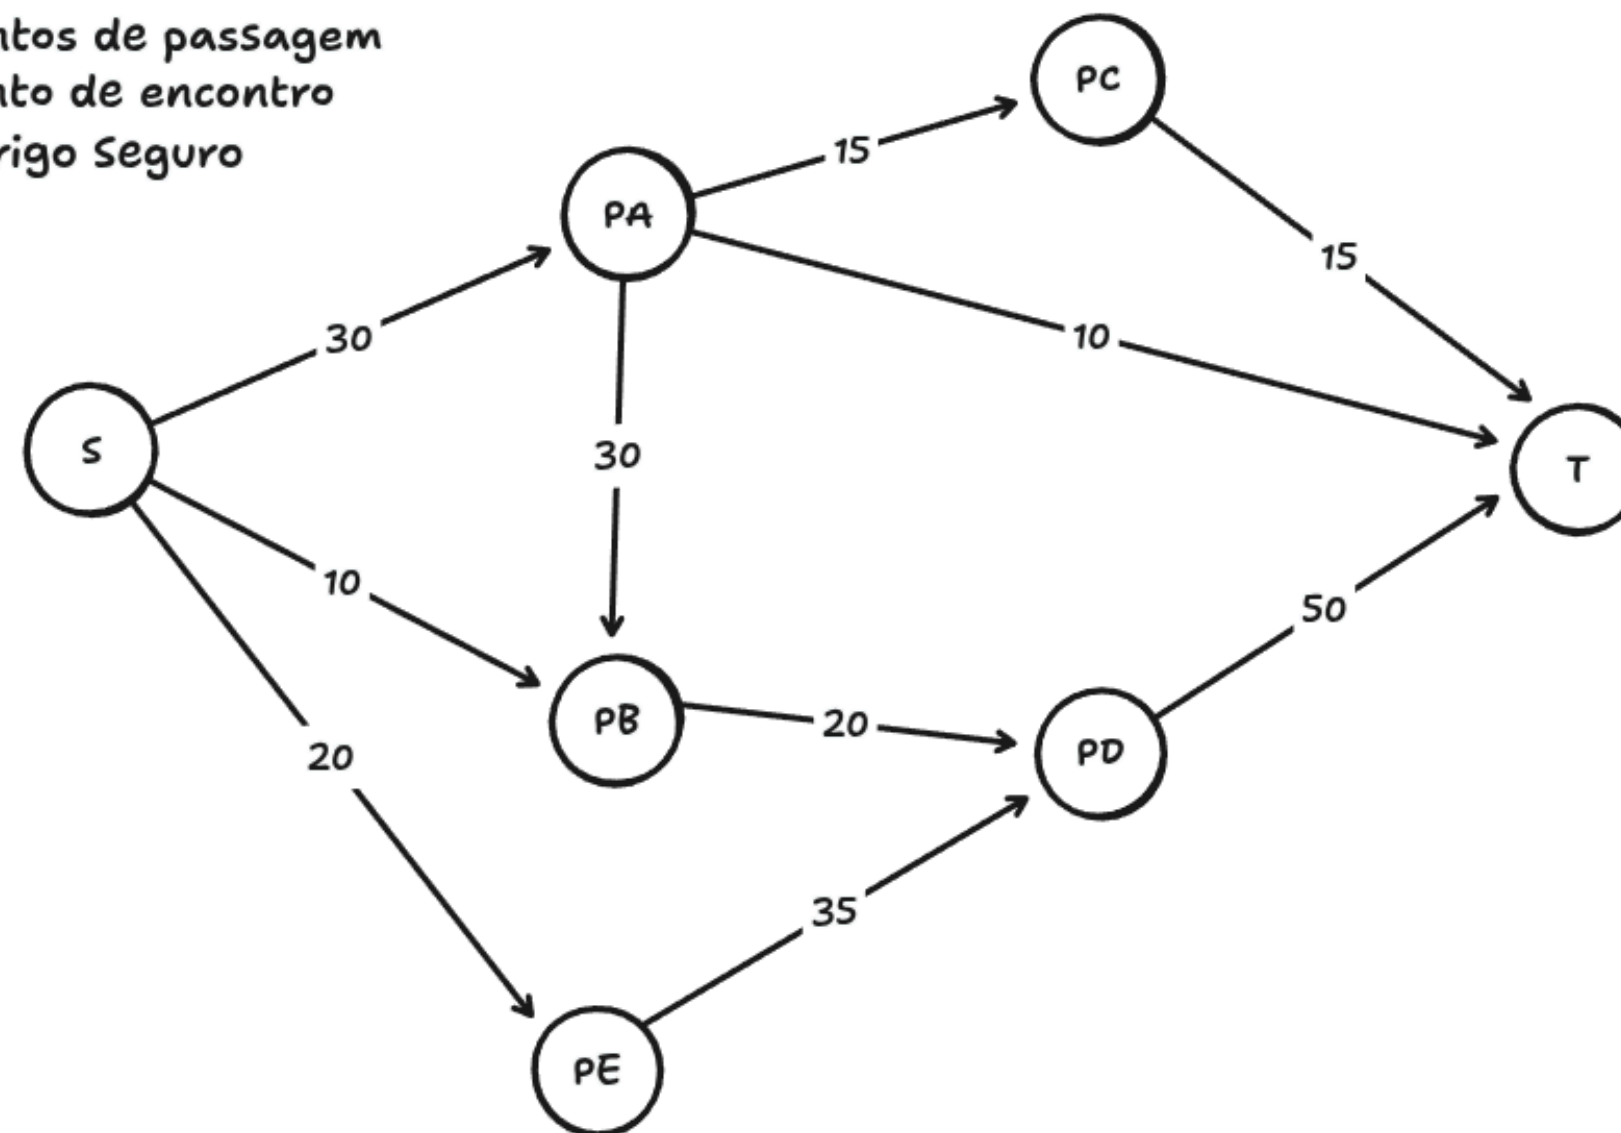 ntos de passagem
nto de encontro
rigo Seguro
PC
15
PA
15
30
10
30
S
T
10
50
PB
20
PD
20
35
PE